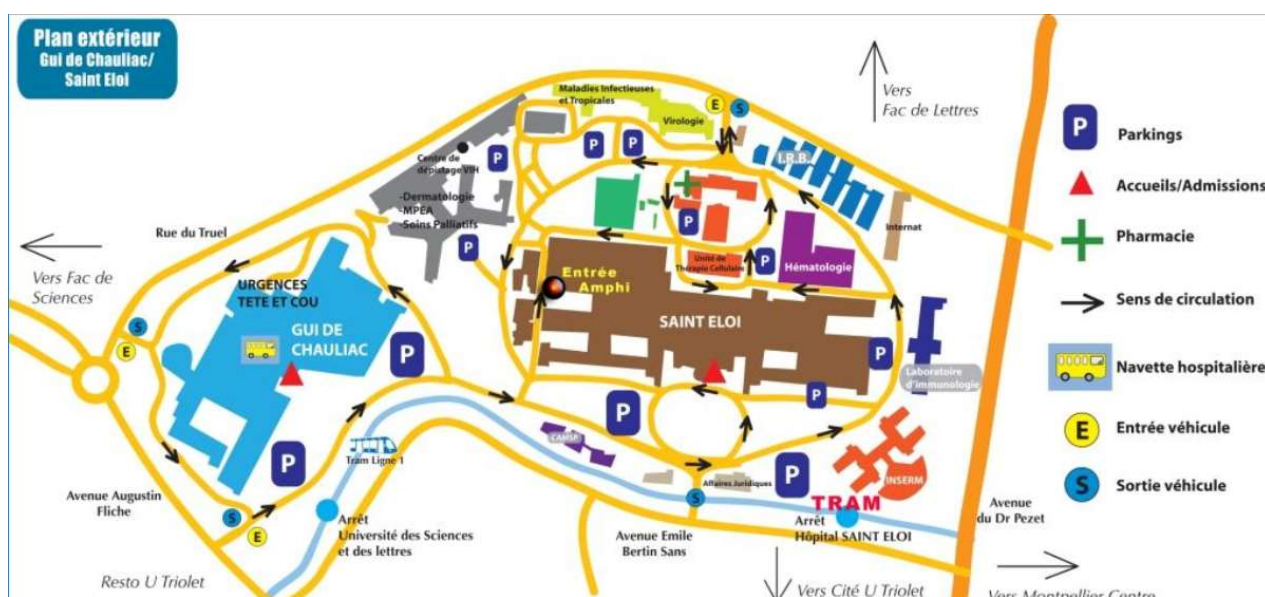 Plan extérieur
Gui de Chauliac/
Saint Eloi
Maladies Infectieuses
et Tropicales
Virologie
E
S
Vers
Fac de Lettres
P
Parkings
Accueils/Admissions
Pharmacie
Sens de circulation
Navette hospitalière
E
Entrée véhicule
S
Sortie véhicule
I.R.B.
Internat
P
P
P
Centre de
dépistage VIH
-Dermatologie
-MPEA
-Soins Palliatifs
P
P
P
Unité de
Thérapie Cellulaire
Hématologie
Rue du Truel
Vers Fac de
Sciences
URGENCES
TETE ET COU
GUI DE
CHAULIAC
S
E
P
Entrée
Amphi
SAINT ELOI
P
Laboratoire
d'immunologie
P
P
P
CAMSP
Tram Ligne 1
P
Affaires Juridiques
INSERM
S
TRAM
Avenue Augustin
Fliche
S
E
Arrêt
Université des Sciences
et des lettres
Avenue Emile
Bertin Sans
Arrêt
Hôpital SAINT ELOI
Avenue
du Dr Pezet
Resto U Triolet
Vers Cité U Triolet
Vers Montpellier Centre